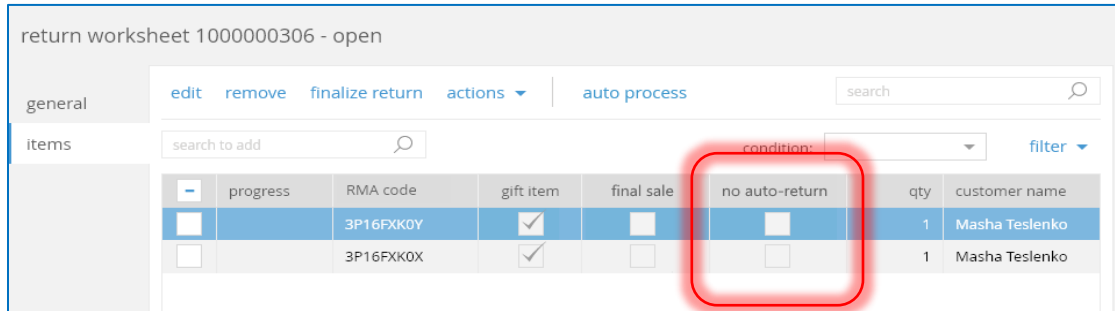 return worksheet 1000000306 - open
general
items
edit remove finalize return actions auto process search
search to add condition: filter
progress RMA code gift item final sale no auto-return qty customer name
3P16FXK0Y 1 Masha Teslenko
3P16FXK0X 1 Masha Teslenko